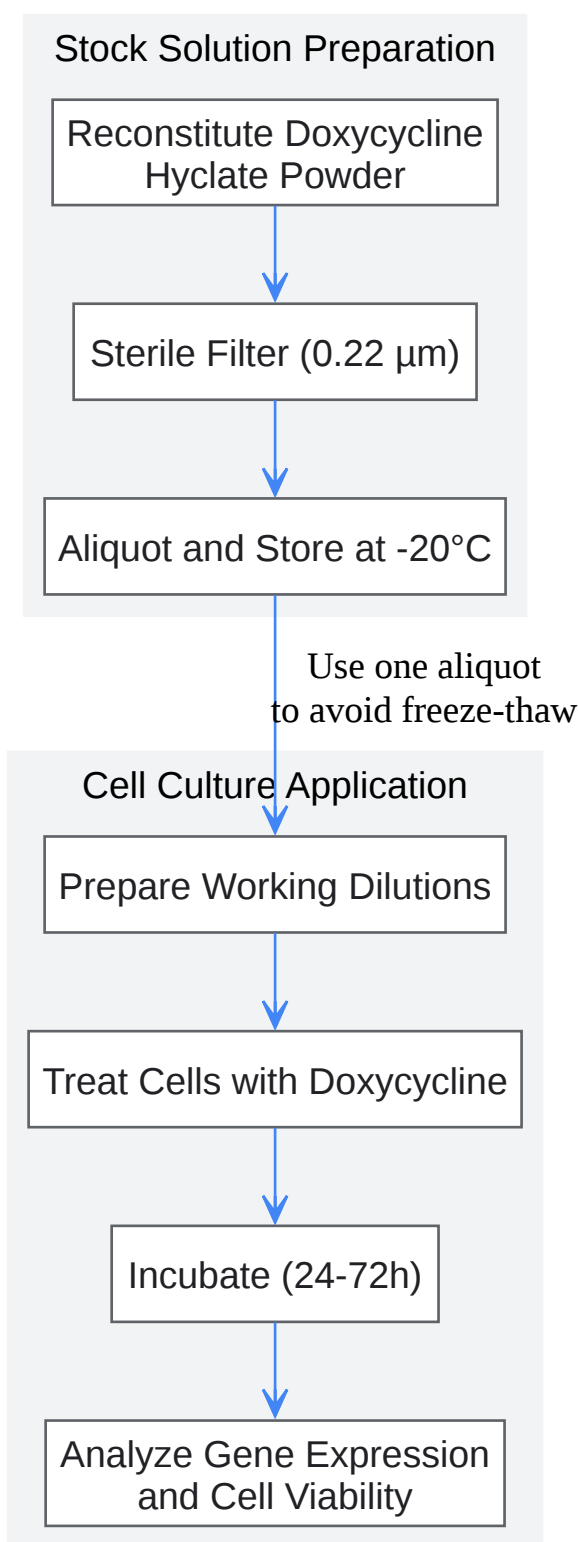 Stock Solution Preparation
Reconstitute Doxycycline
Hyclate Powder
Sterile Filter (0.22 µm)
Aliquot and Store at -20°C
Use one aliquot
to avoid freeze-thaw
Cell Culture Application
Prepare Working Dilutions
Treat Cells with Doxycycline
Incubate (24-72h)
Analyze Gene Expression
and Cell Viability